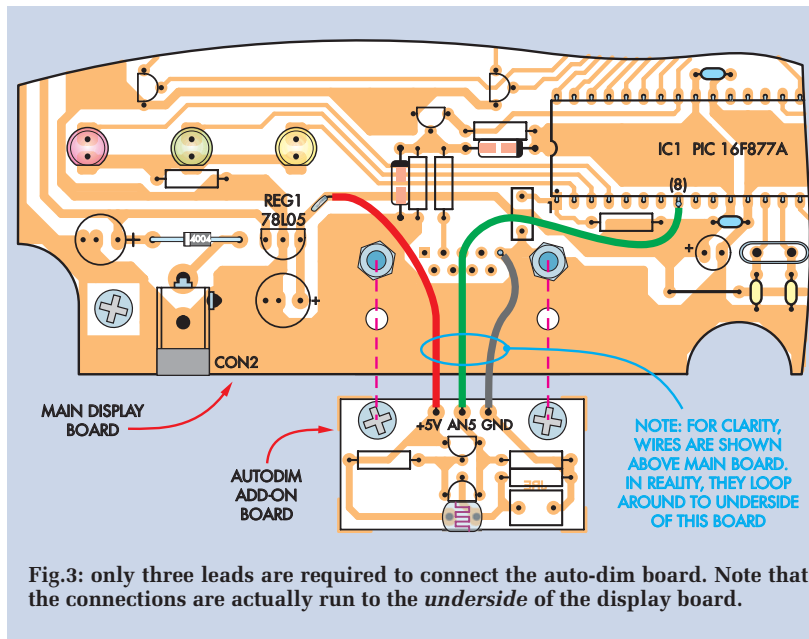 IC1 PIC 16F877A
(8)
REG1
78L05
1
4004
+
+
+
CON2
MAIN DISPLAY
BOARD
+5V AN5 GND
AUTODIM
ADD-ON
BOARD
NOTE: FOR CLARITY,
WIRES ARE SHOWN
ABOVE MAIN BOARD.
IN REALITY, THEY LOOP
AROUND TO UNDERSIDE
OF THIS BOARD
Fig.3: only three leads are required to connect the auto-dim board. Note that
the connections are actually run to the underside of the display board.